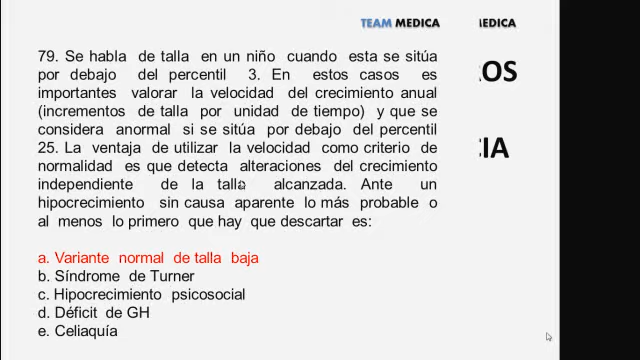 TEAM MEDICA
MEDICA
79. Se habla de talla en un niño cuando esta se sitúa
por debajo del percentil 3. En estos casos es
importantes valorar la velocidad del crecimiento anual
(incrementos de talla por unidad de tiempo) y que se
considera anormal si se sitúa por debajo del percentil
25. La ventaja de utilizar la velocidad como criterio de
normalidad es que detecta alteraciones del crecimiento
independiente de la talla alcanzada. Ante un
hipocrecimiento sin causa aparente lo más probable o
al menos lo primero que hay que descartar es:
a. Variante normal de talla baja
b. Síndrome de Turner
c. Hipocrecimiento psicosocial
d. Déficit de GH
e. Celiaquía
OS
IA